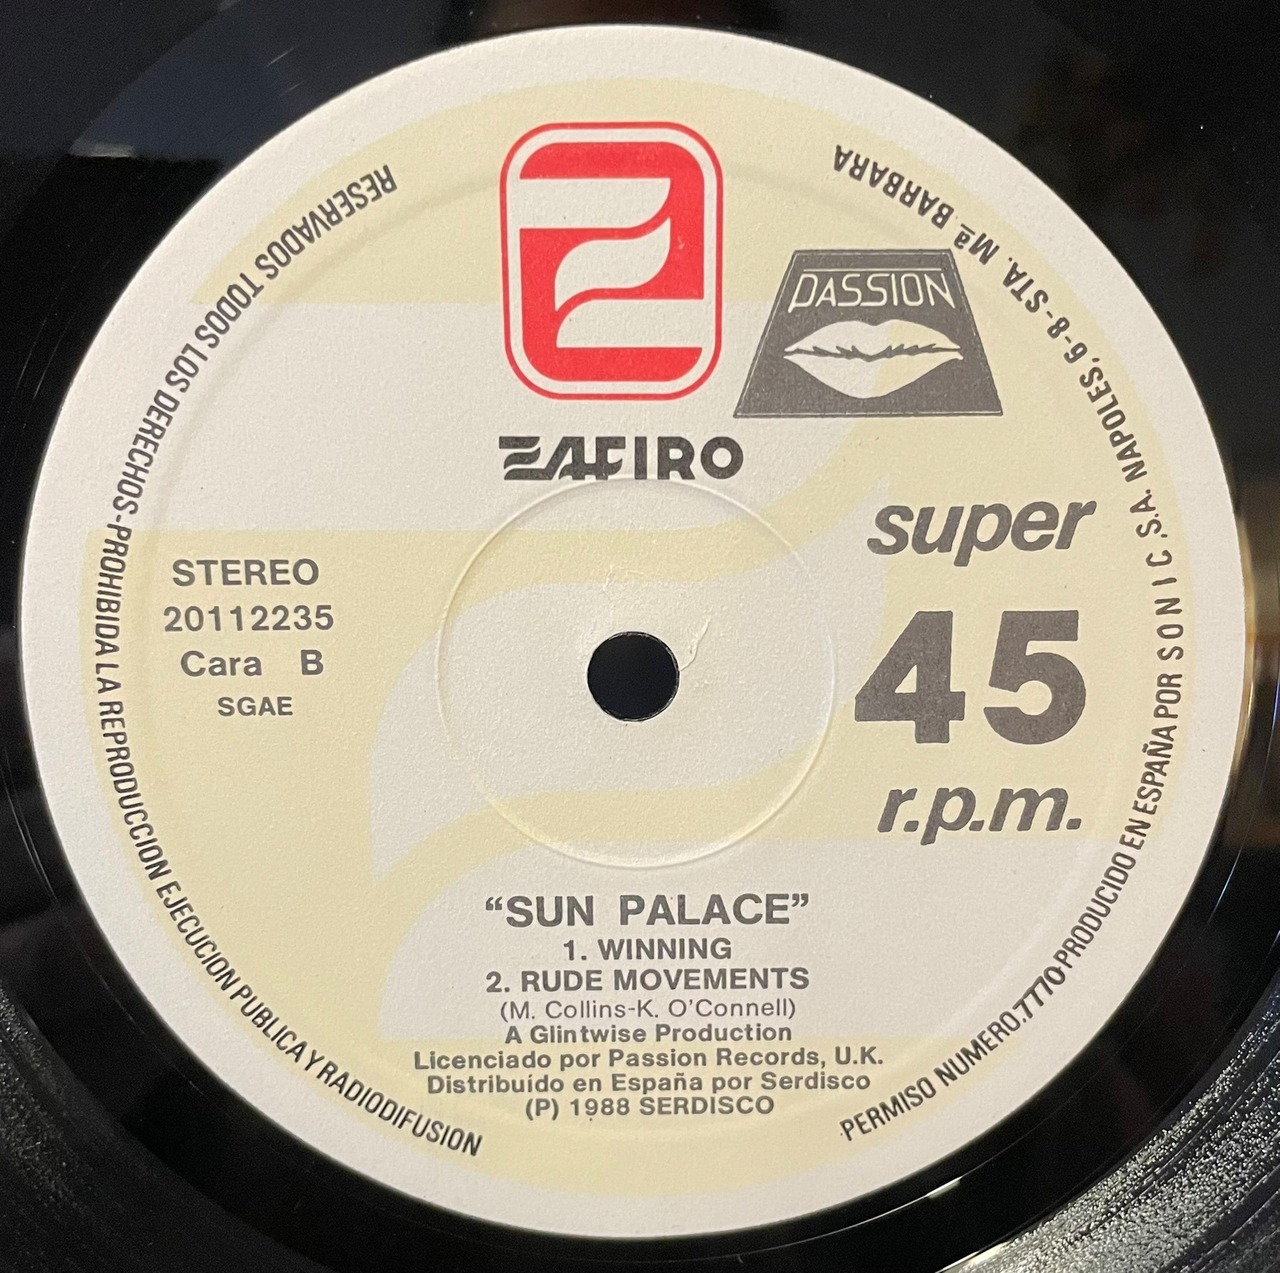 RESERVADOS TODOS LOS DERECHOS-PROHIBIDA LA REPRODUCCION EJECUCION PUBLICA Y RADIODIFUSION
PERMISO NUMERO.7770-PRODUCIDO EN ESPAÑA POR SONIC S.A. NAPOLES, 6-8-STA. Mª BARBARA
PASSION
ZAFIRO
super
45
r.p.m.
STEREO
20112235
Cara B
SGAE
“SUN PALACE”
1. WINNING
2. RUDE MOVEMENTS
(M. Collins-K. O’Connell)
A Glintwise Production
Licenciado por Passion Records, U.K.
Distribuído en España por Serdisco
(P) 1988 SERDISCO